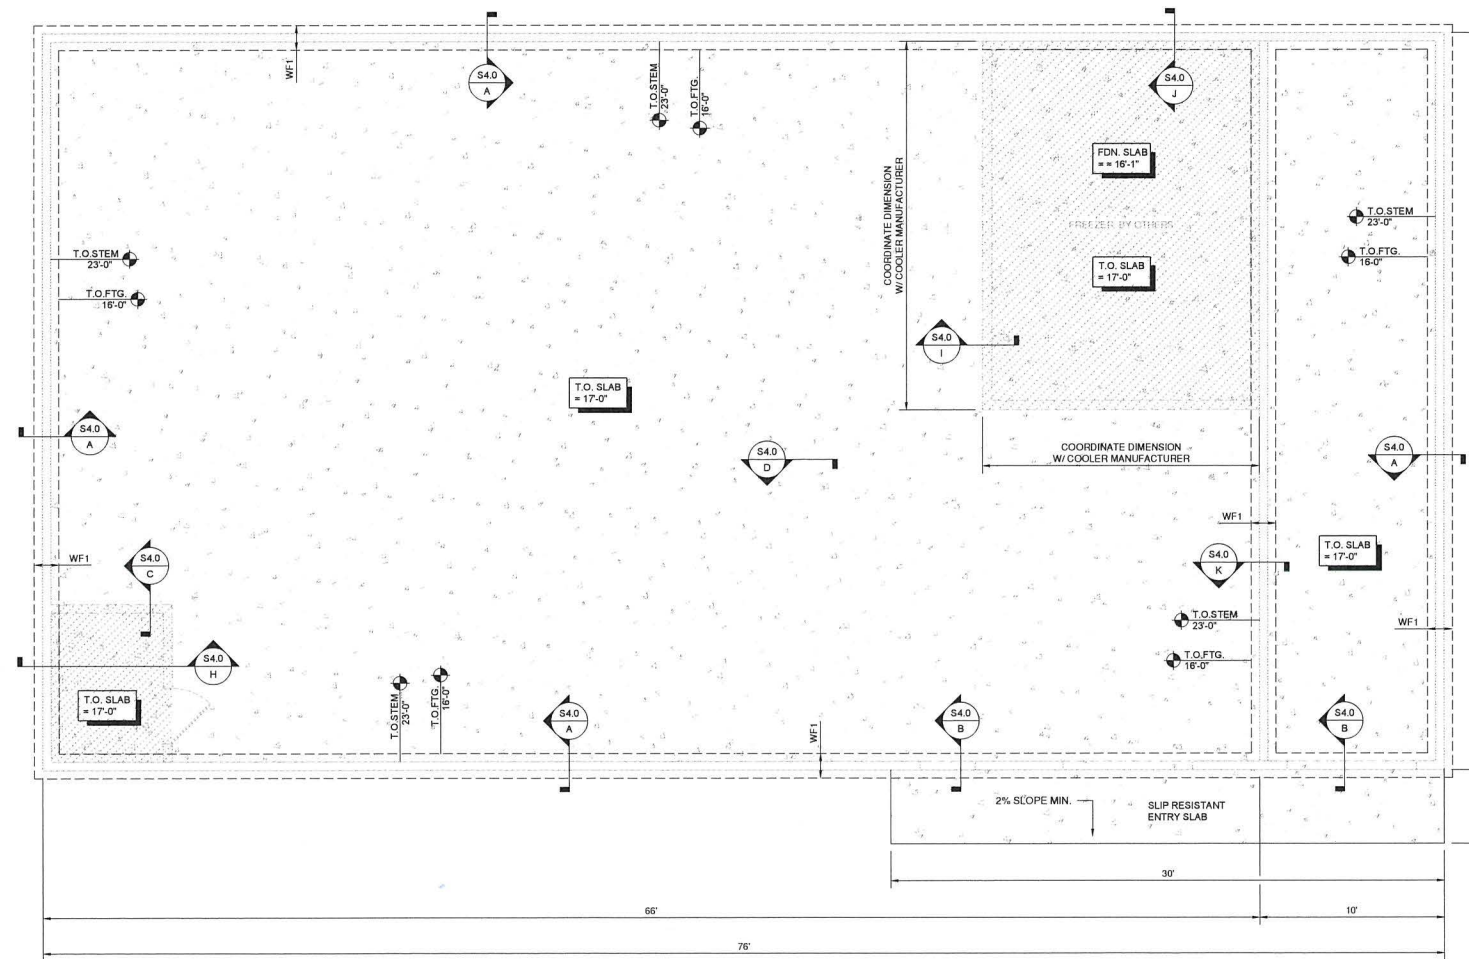 WF1
S4.0
A
T.O.STEM
23'-0"
T.O.FTG.
16'-0"
S4.0
J
FDN. SLAB
= ≈ 16'-1"
COORDINATE DIMENSION
W/ COOLER MANUFACTURER
FREEZER BY OTHERS
T.O.STEM
23'-0"
T.O.FTG.
16-0"
T.O.STEM
23'-0"
T.O.FTG.
16'-0"
T.O. SLAB
= 17'-0"
S4.0
I
T.O. SLAB
= 17'-0"
S4.0
A
S4.0
D
COORDINATE DIMENSION
W/ COOLER MANUFACTURER
S4.0
A
WF1
S4.0
C
WF1
S4.0
K
T.O. SLAB
= 17'-0"
T.O.STEM
23'-0"
WF1
S4.0
H
T.O.FTG.
16'-0"
T.O. SLAB
= 17'-0"
T.O.STEM
23'-0"
T.O.FTG.
16'-0"
S4.0
A
WF1
S4.0
B
S4.0
B
2% SLOPE MIN.
SLIP RESISTANT
ENTRY SLAB
30'
66'
10'
76'